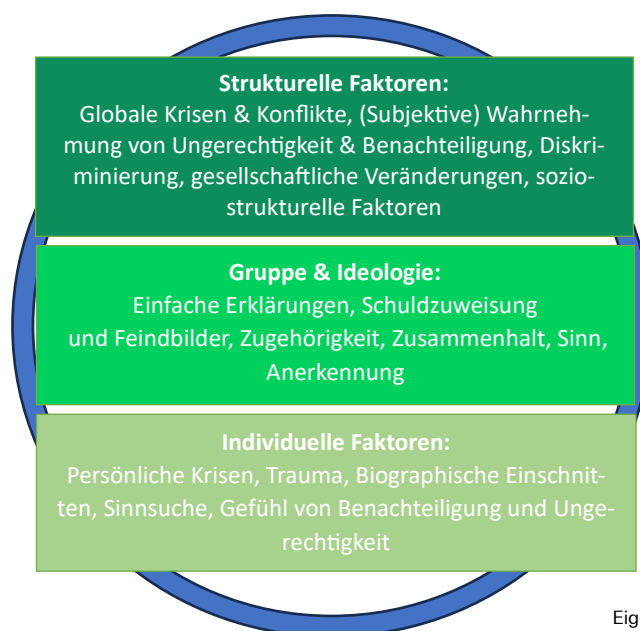 Strukturelle Faktoren:
Globale Krisen & Konflikte, (Subjektive) Wahrneh-
mung von Ungerechtigkeit & Benachteiligung, Diskri-
minierung, gesellschaftliche Veränderungen, sozio-
strukturelle Faktoren
Gruppe & Ideologie:
Einfache Erklärungen, Schuldzuweisung
und Feindbilder, Zugehörigkeit, Zusammenhalt, Sinn,
Anerkennung
Individuelle Faktoren:
Persönliche Krisen, Trauma, Biographische Einschnit-
ten, Sinnsuche, Gefühl von Benachteiligung und Unge-
rechtigkeit
Eig